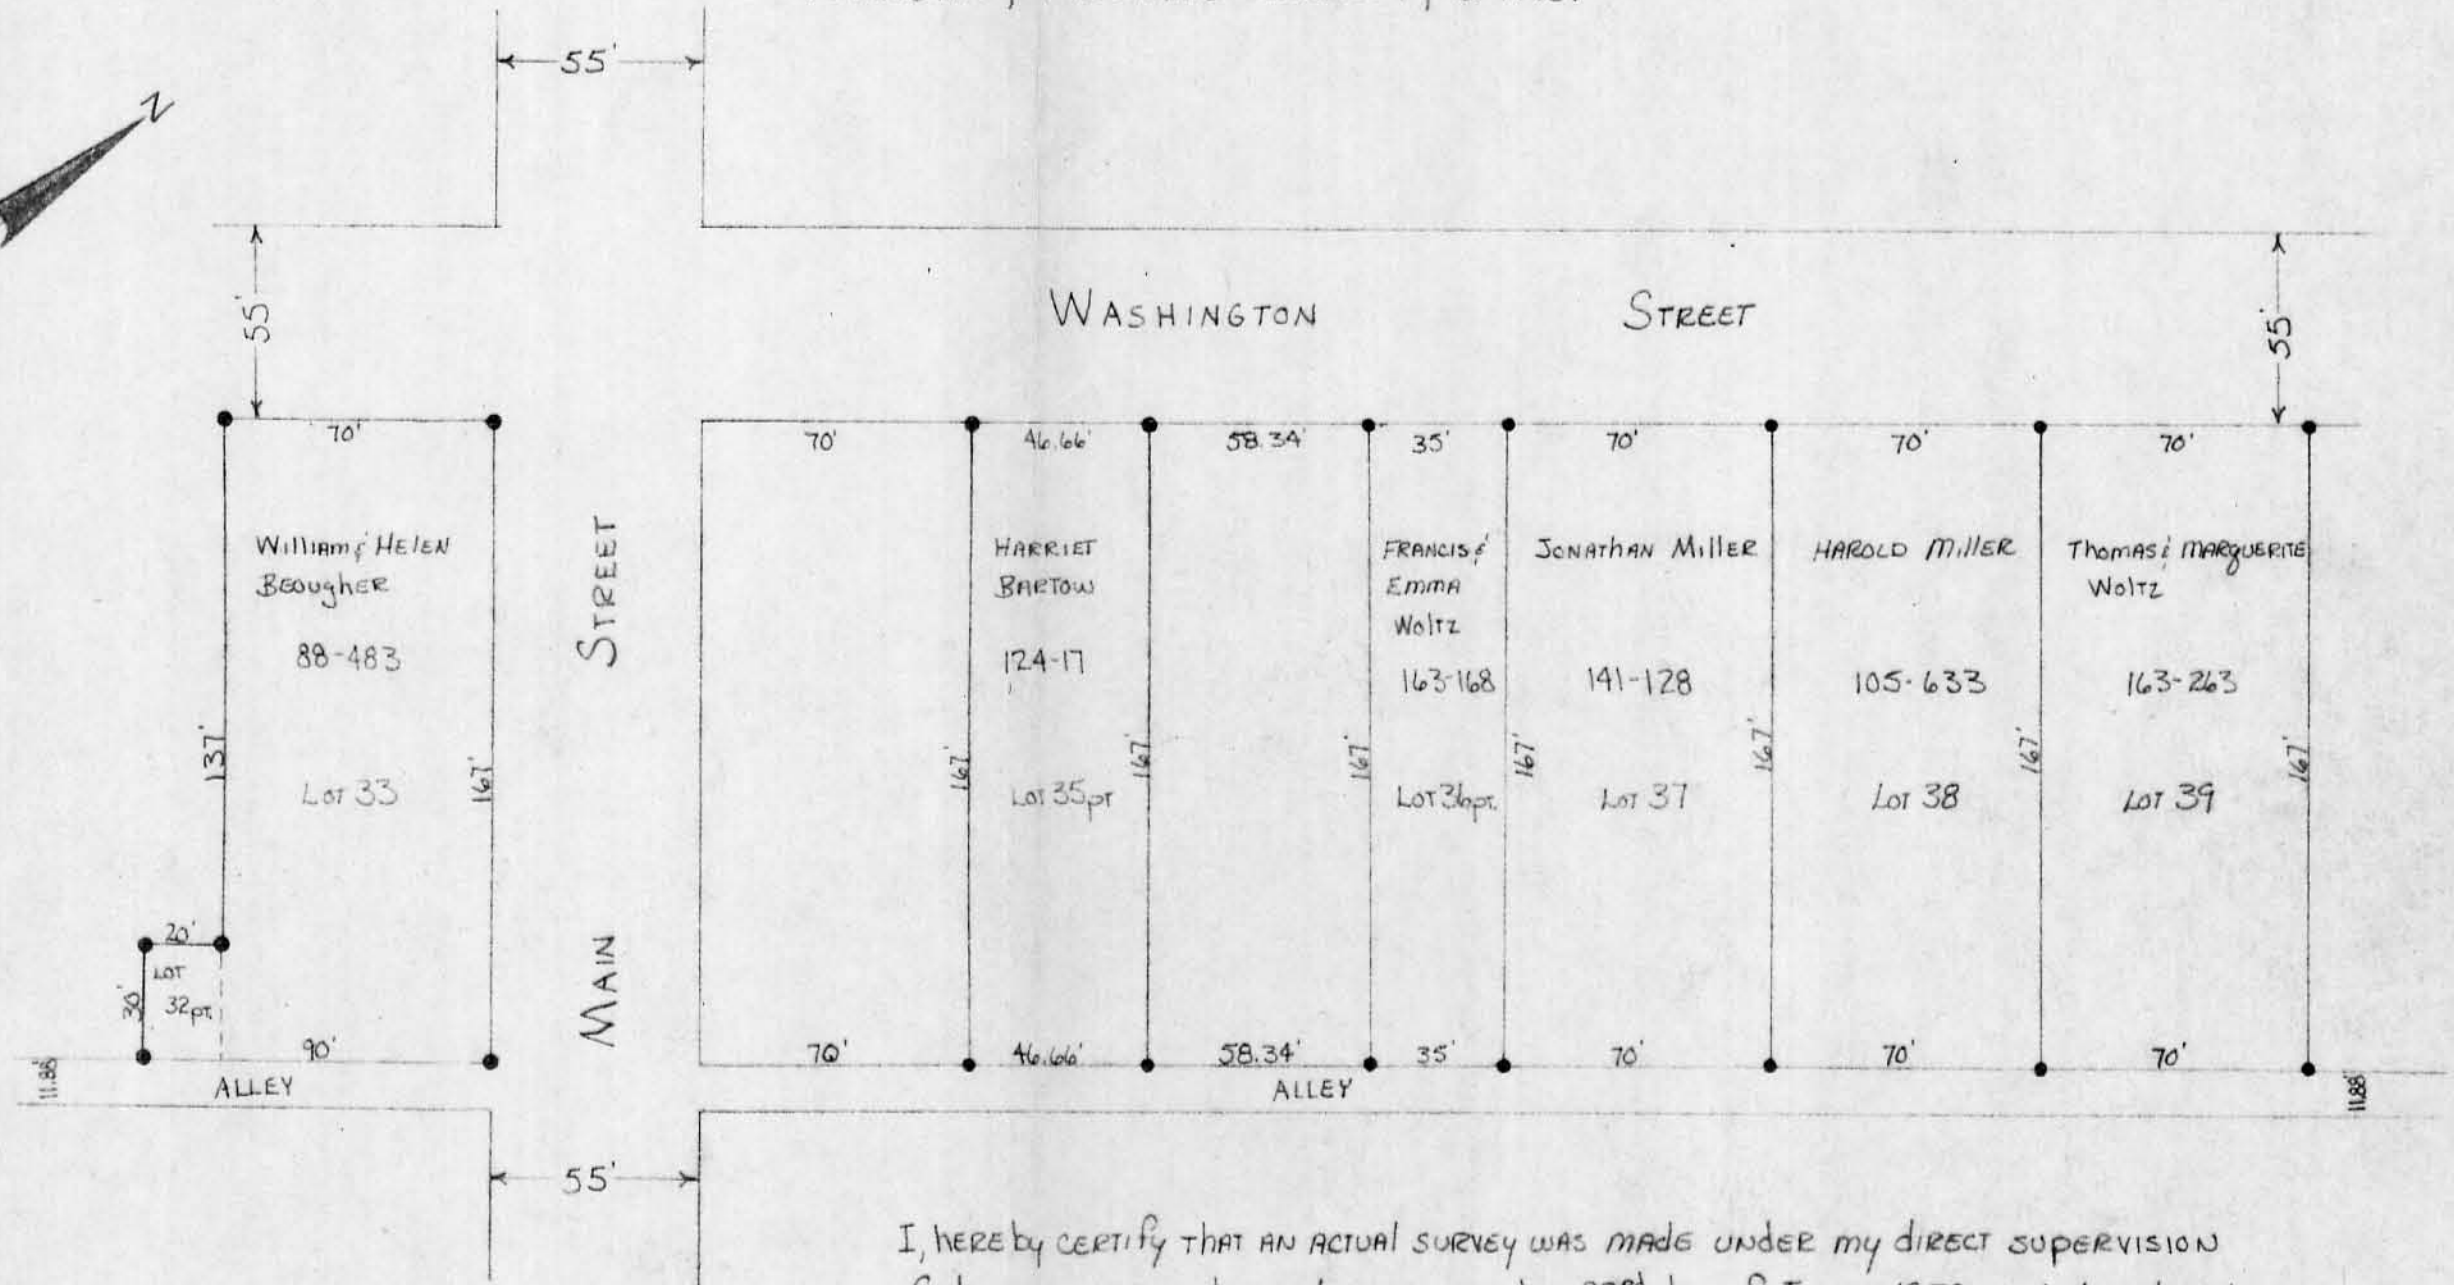 55'
N
55'
WASHINGTON STREET
55'
70'
70'
46.66'
58.34'
35'
70'
70'
70'
William & HELEN
BEOUGHER
88-483
LOT 33
137'
167'
STREET
MAIN
HARRIET
BARTOW
124-17
LOT 35pt
167'
167'
167'
FRANCIS &
EMMA
WOLTZ
163-168
LOT 36pt.
167'
JONATHAN MILLER
141-128
LOT 37
167'
HAROLD MILLER
105-633
LOT 38
167'
THOMAS & MARGUERITE
WOLTZ
163-263
LOT 39
167'
20'
LOT
32pt.
30'
90'
70'
46.66'
58.34'
35'
70'
70'
70'
11.88'
ALLEY
ALLEY
11.88'
55'
I, hereby certify that an actual survey was made under my direct supervision